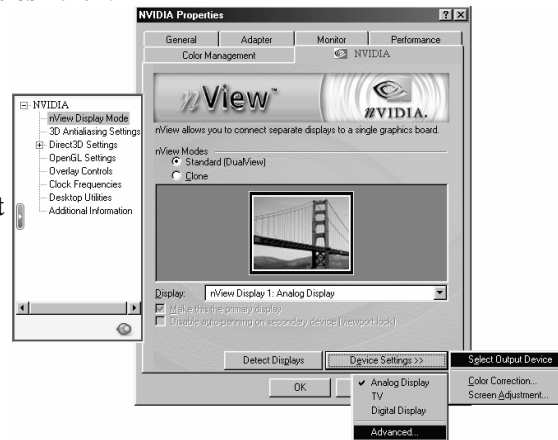 NVIDIA Properties
General
Adapter
Monitor
Performance
Color Management
NVIDIA
nView™
nVIDIA.
nView allows you to connect separate displays to a single graphics board.
nView Modes
Standard (DualView)
Clone
Display:
nView Display 1: Analog Display
Make this the primary display
Disable auto-panning on secondary device (viewport lock)
Detect Displays
Device Settings >>
OK
Select Output Device
Color Correction...
Screen Adjustment...
Analog Display
TV
Digital Display
Advanced...
NVIDIA
nView Display Mode
3D Antialiasing Settings
Direct3D Settings
OpenGL Settings
Overlay Controls
Clock Frequencies
Desktop Utilities
Additional Information